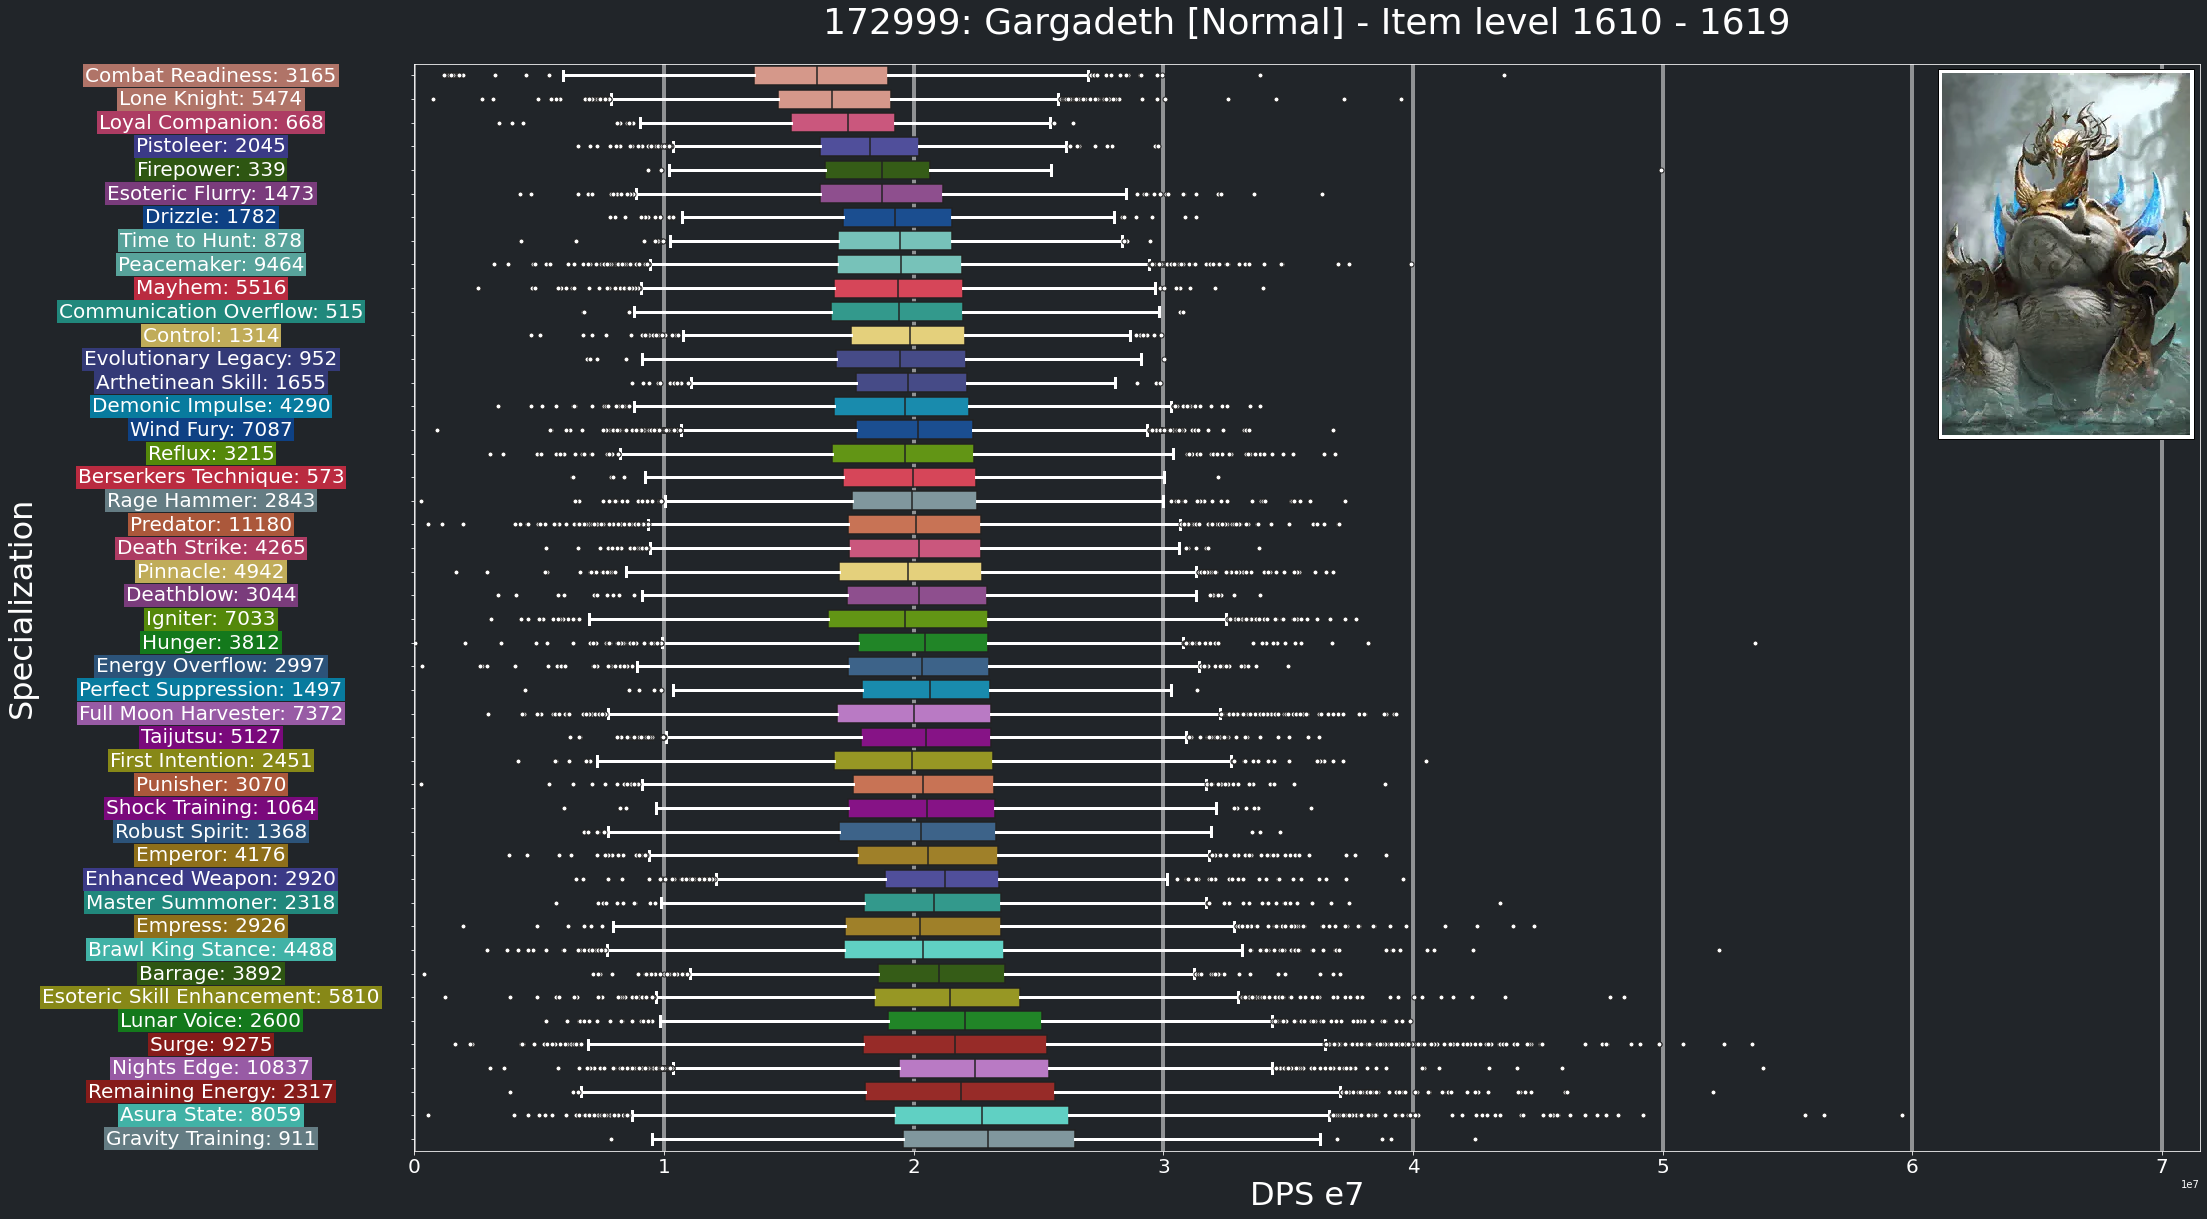 172999: Gargadeth [Normal] - Item level 1610 - 1619
Combat Readiness: 3165
Lone Knight: 5474
Loyal Companion: 668
Pistoleer: 2045
Firepower: 339
Esoteric Flurry: 1473
Drizzle: 1782
Time to Hunt: 878
Peacemaker: 9464
Mayhem: 5516
Communication Overflow: 515
Control: 1314
Evolutionary Legacy: 952
Arthetinean Skill: 1655
Demonic Impulse: 4290
Wind Fury: 7087
Reflux: 3215
Berserkers Technique: 573
Rage Hammer: 2843
Predator: 11180
Death Strike: 4265
Pinnacle: 4942
Deathblow: 3044
Igniter: 7033
Hunger: 3812
Energy Overflow: 2997
Perfect Suppression: 1497
Full Moon Harvester: 7372
Taijutsu: 5127
First Intention: 2451
Punisher: 3070
Shock Training: 1064
Robust Spirit: 1368
Emperor: 4176
Enhanced Weapon: 2920
Master Summoner: 2318
Empress: 2926
Brawl King Stance: 4488
Barrage: 3892
Esoteric Skill Enhancement: 5810
Lunar Voice: 2600
Surge: 9275
Nights Edge: 10837
Remaining Energy: 2317
Asura State: 8059
Gravity Training: 911
Specialization
0 1 2 3 4 5 6 7
1e7
DPS e7